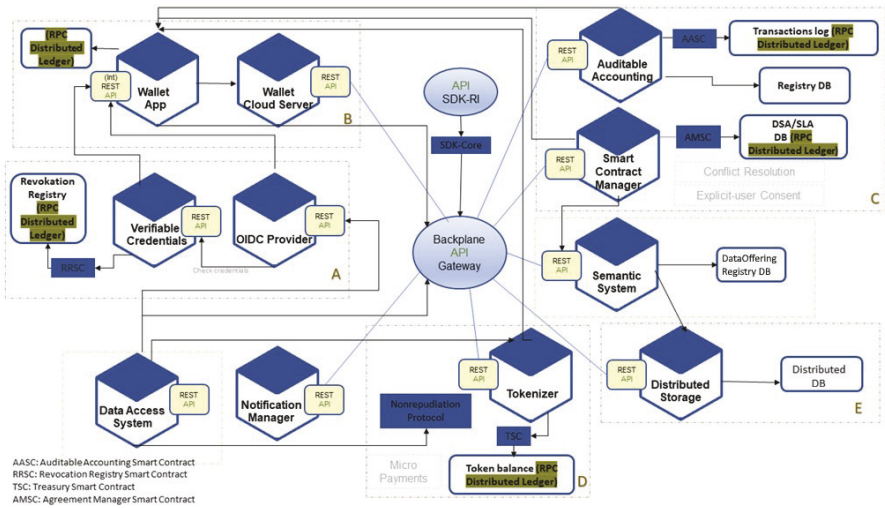 (RPC
Distributed
Ledger)
(int)
REST
API
Wallet
App
Wallet
Cloud Server
REST
API
B
API
SDK-RI
SDK-Core
REST
API
Auditable
Accounting
AASC
Transactions log (RPC
Distributed Ledger)
Registry DB
REST
API
Smart
Contract
Manager
AMSC
DSA/SLA
DB (RPC
Distributed Ledger)
Conflict Resolution
Explicit-user Consent
C
Revokation
Registry
(RPC
Distributed
Ledger)
RRSC
Verifiable
Credentials
REST
API
Check credentials
OIDC Provider
REST
API
A
Backplane
API
Gateway
REST
API
Semantic
System
DataOffering
Registry DB
Data Access
System
REST
API
Notification
Manager
REST
API
REST
API
Tokenizer
Nonrepudiation
Protocol
TSC
Micro
Payments
Token balance (RPC
Distributed Ledger)
D
REST
API
Distributed
Storage
Distributed
DB
E
AASC: Auditable Accounting Smart Contract
RRSC: Revocation Registry Smart Contract
TSC: Treasury Smart Contract
AMSC: Agreement Manager Smart Contract